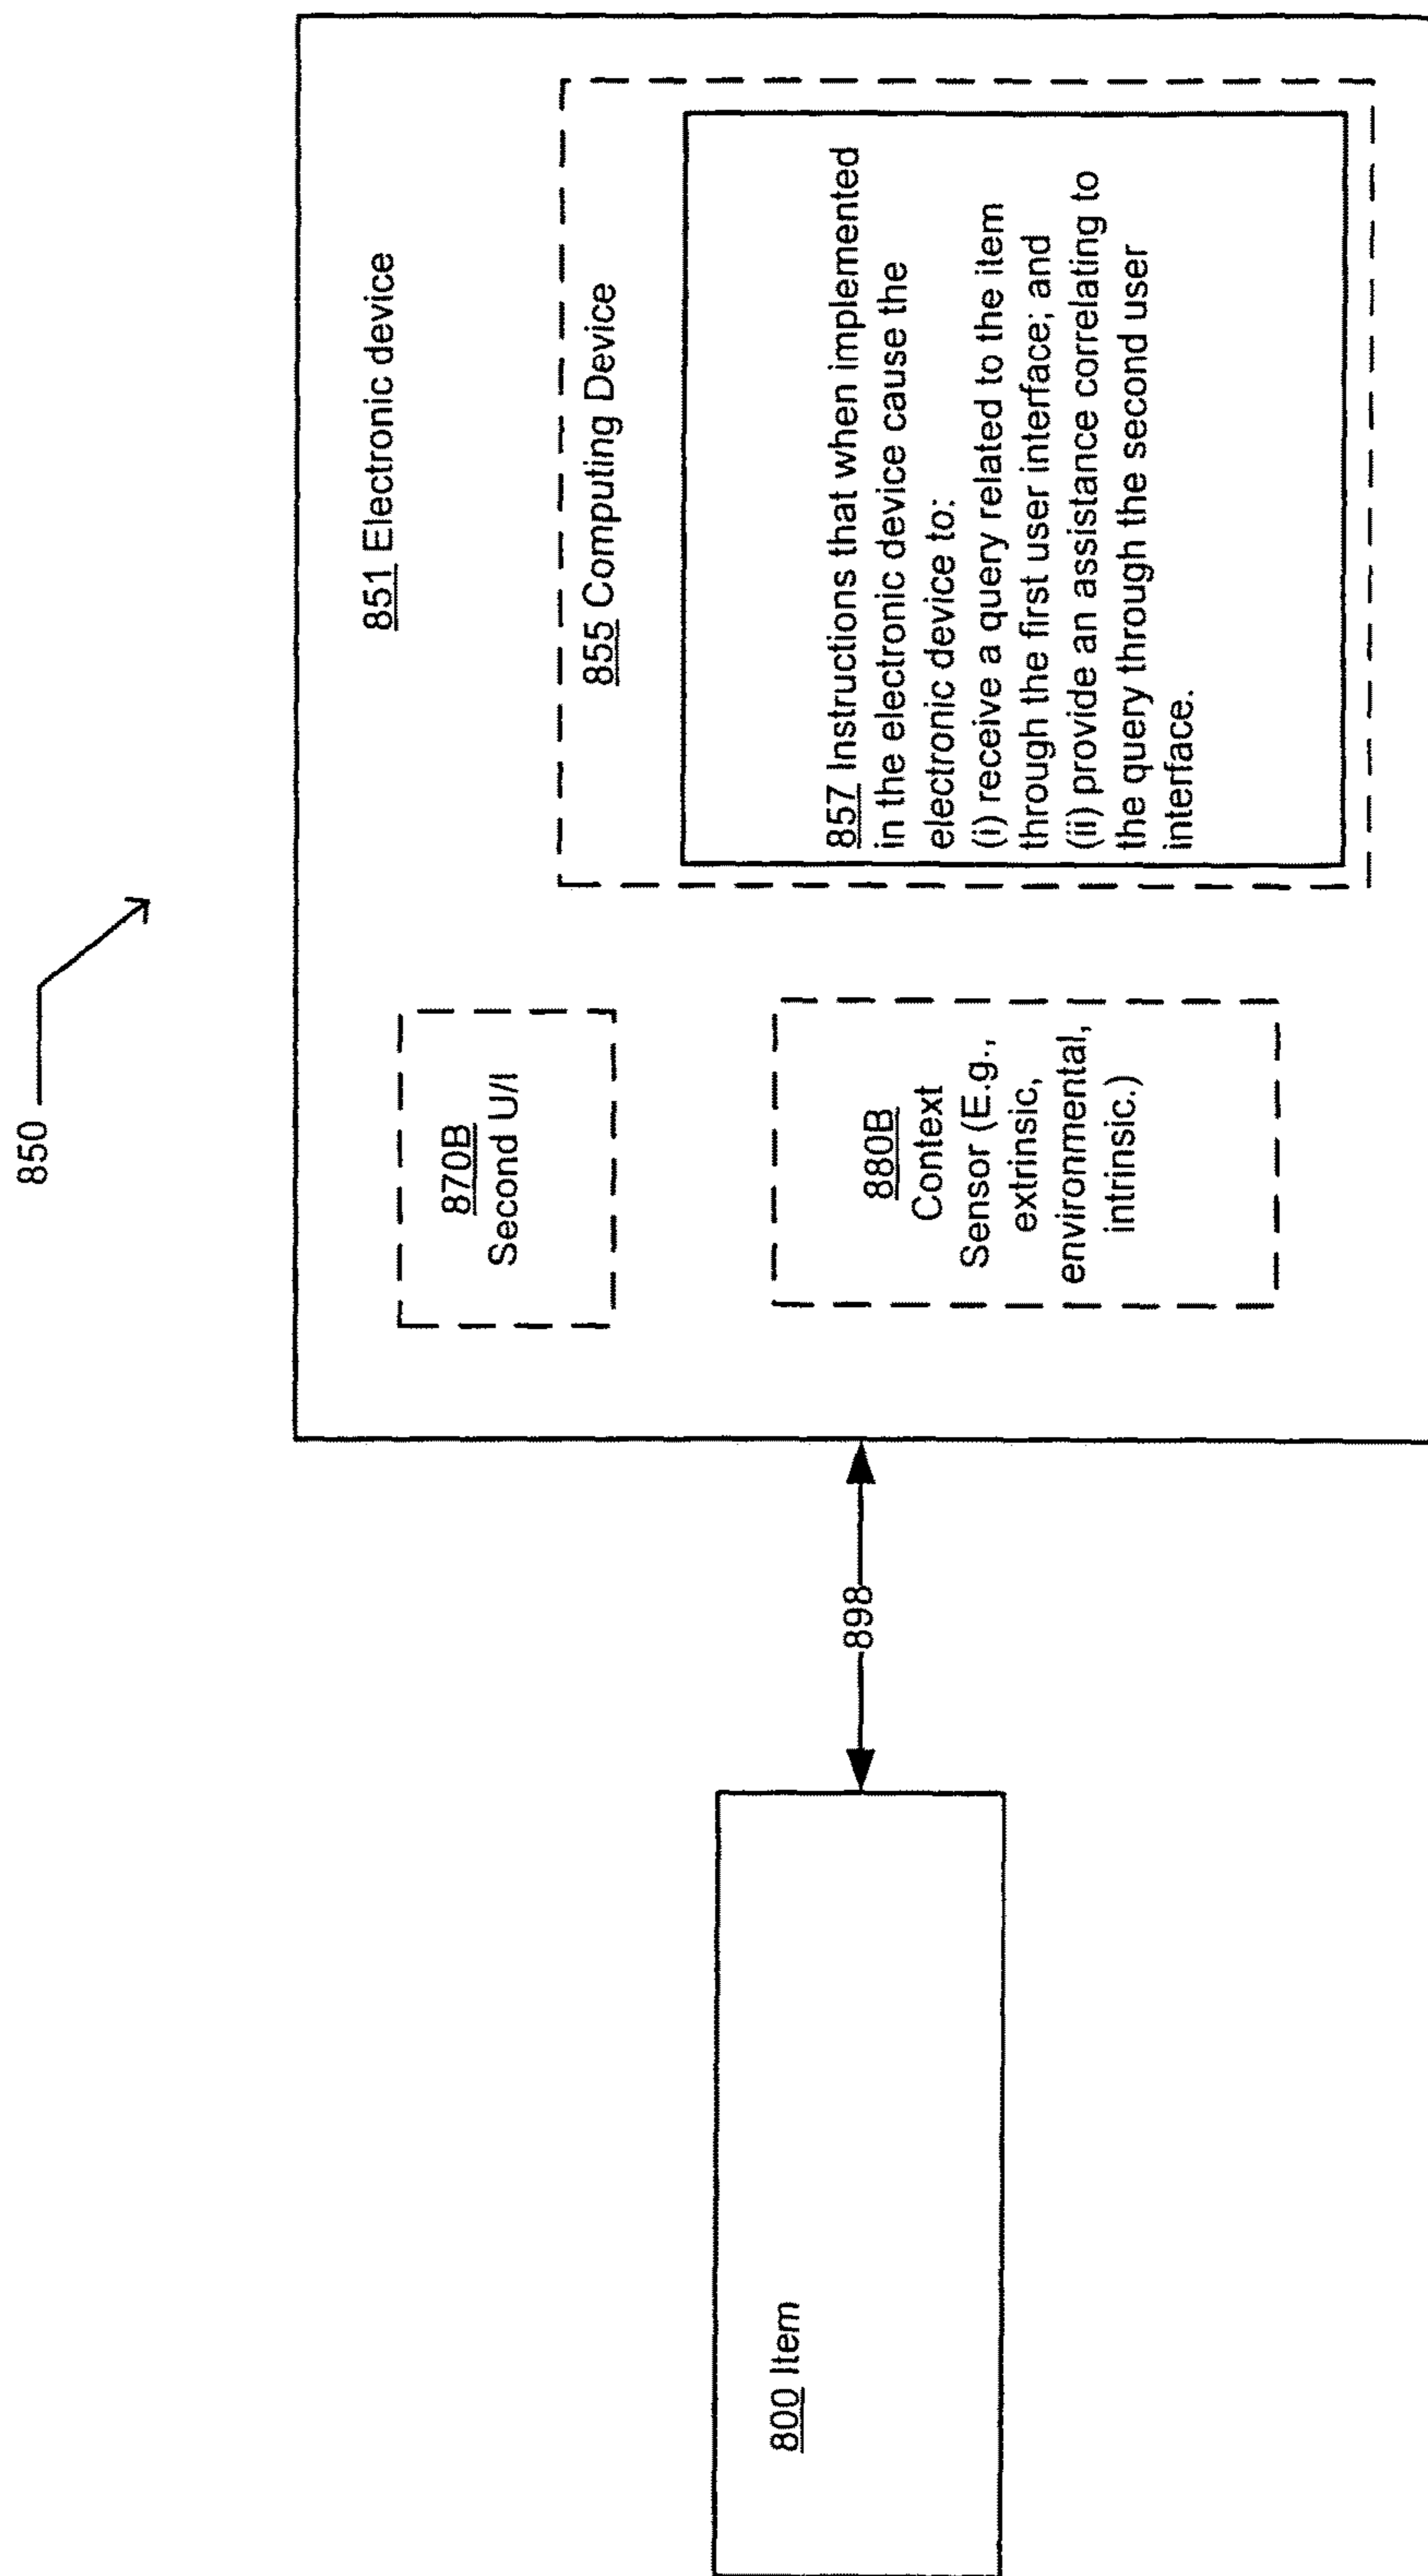 850
851 Electronic device
855 Computing Device
857 Instructions that when implemented
in the electronic device cause the
electronic device to:
(i) receive a query related to the item
through the first user interface; and
(ii) provide an assistance correlating to
the query through the second user
interface.
870B
Second U/I
880B
Context
Sensor (E.g.,
extrinsic,
environmental,
intrinsic.)
898
800 Item